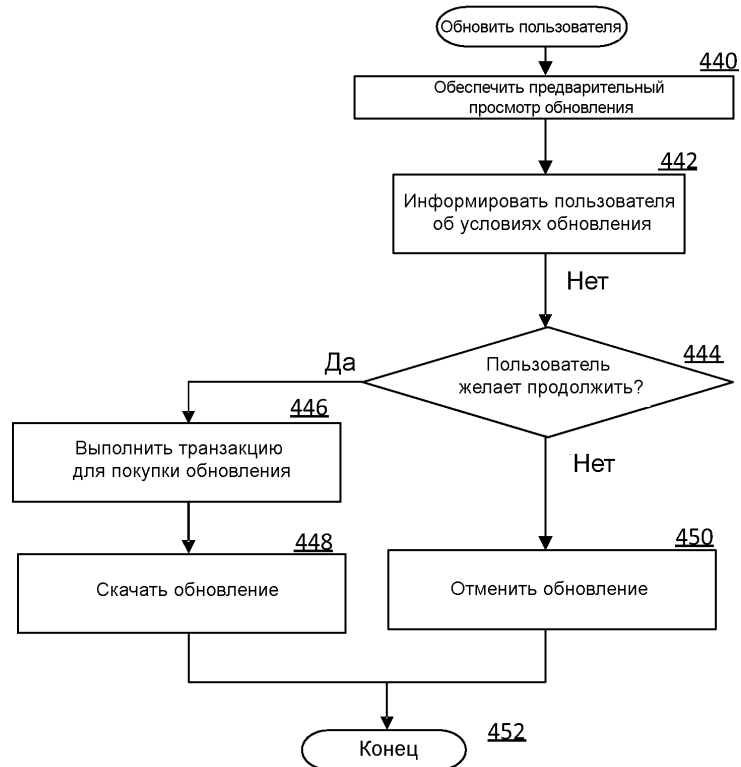 Обновить пользователя
440
Обеспечить предварительный
просмотр обновления
442
Информировать пользователя
об условиях обновления
Нет
444
Пользователь
желает продолжить?
Да
446
Выполнить транзакцию
для покупки обновления
Нет
448
Скачать обновление
450
Отменить обновление
452
Конец